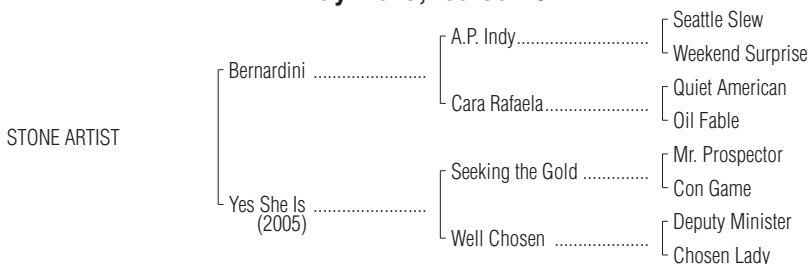 Seattle Slew
A.P. Indy..............................
Weekend Surprise
Bernardini ..........................
Quiet American
Cara Rafaela........................
Oil Fable
STONE ARTIST
Mr. Prospector
Seeking the Gold ...............
Con Game
Yes She Is ..........................
(2005)
Deputy Minister
Well Chosen ......................
Chosen Lady